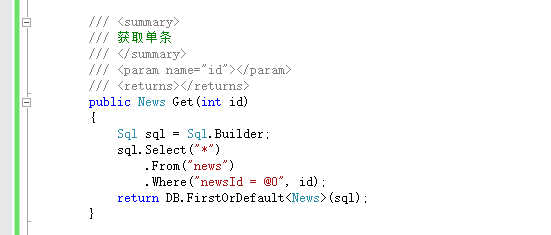 /// <summary>
/// 获取单条
/// </summary>
/// <param name="id"></param>
/// <returns></returns>
public News Get(int id)
{
Sql sql = Sql.Builder;
sql.Select("*")
.From("news")
.Where("newsId = @0", id);
return DB.FirstOrDefault<News>(sql);
}